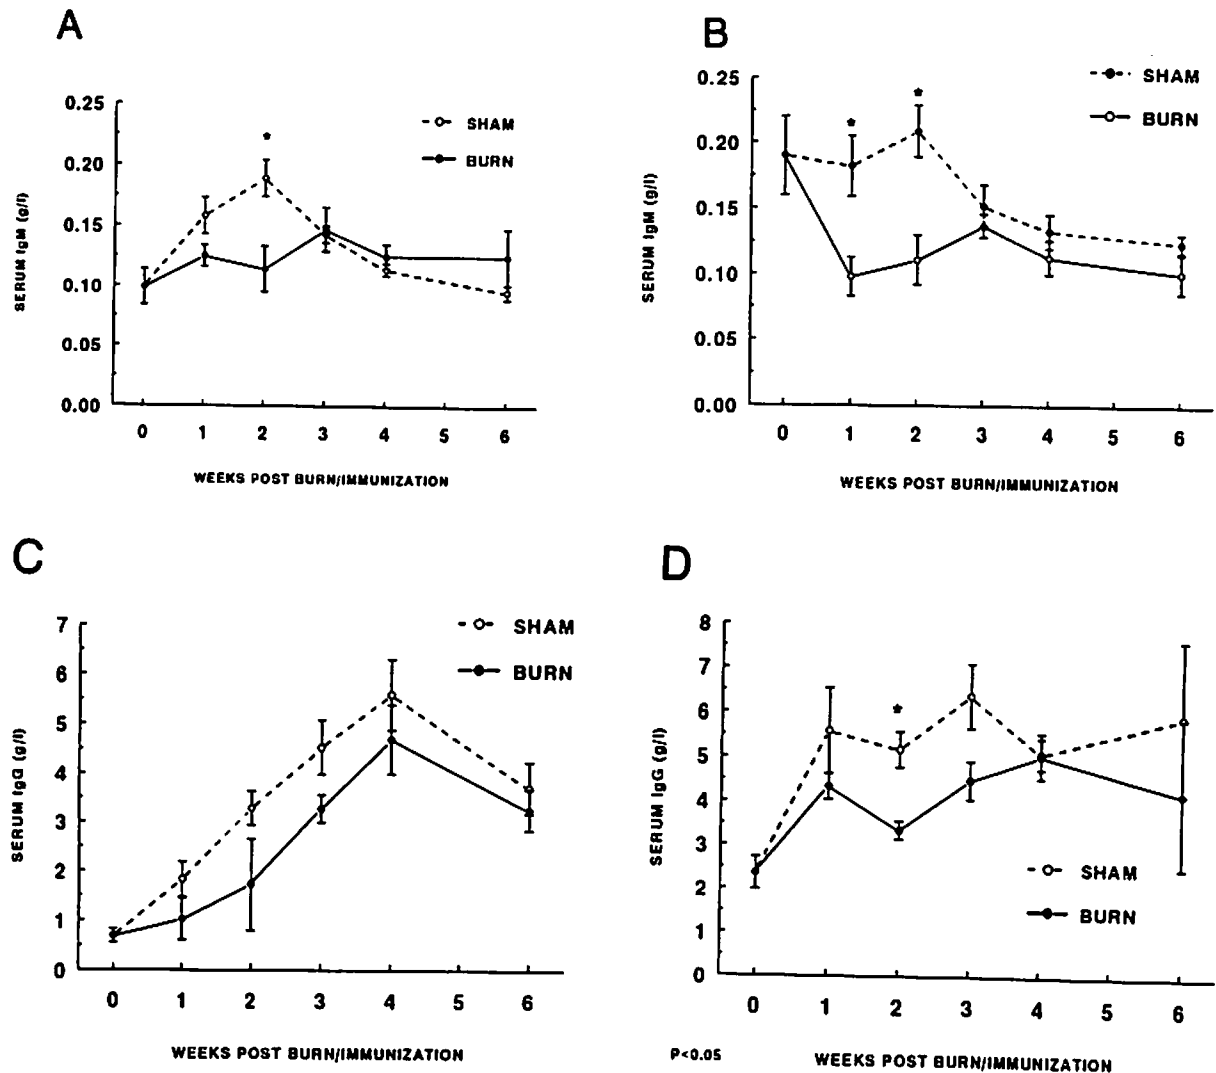 A
SERUM IgM (g/l)
0.25
0.20
0.15
0.10
0.05
0.00
*
SHAM
BURN
0 1 2 3 4 5 6
WEEKS POST BURN/IMMUNIZATION
B
SERUM IgM (g/l)
0.25
0.20
0.15
0.10
0.05
0.00
* *
SHAM
BURN
0 1 2 3 4 5 6
WEEKS POST BURN/IMMUNIZATION
C
SERUM IgG (g/l)
7
6
5
4
3
2
1
0
SHAM
BURN
0 1 2 3 4 5 6
WEEKS POST BURN/IMMUNIZATION
D
SERUM IgG (g/l)
8
7
6
5
4
3
2
1
0
*
SHAM
BURN
0 1 2 3 4 5 6
P<0.05
WEEKS POST BURN/IMMUNIZATION